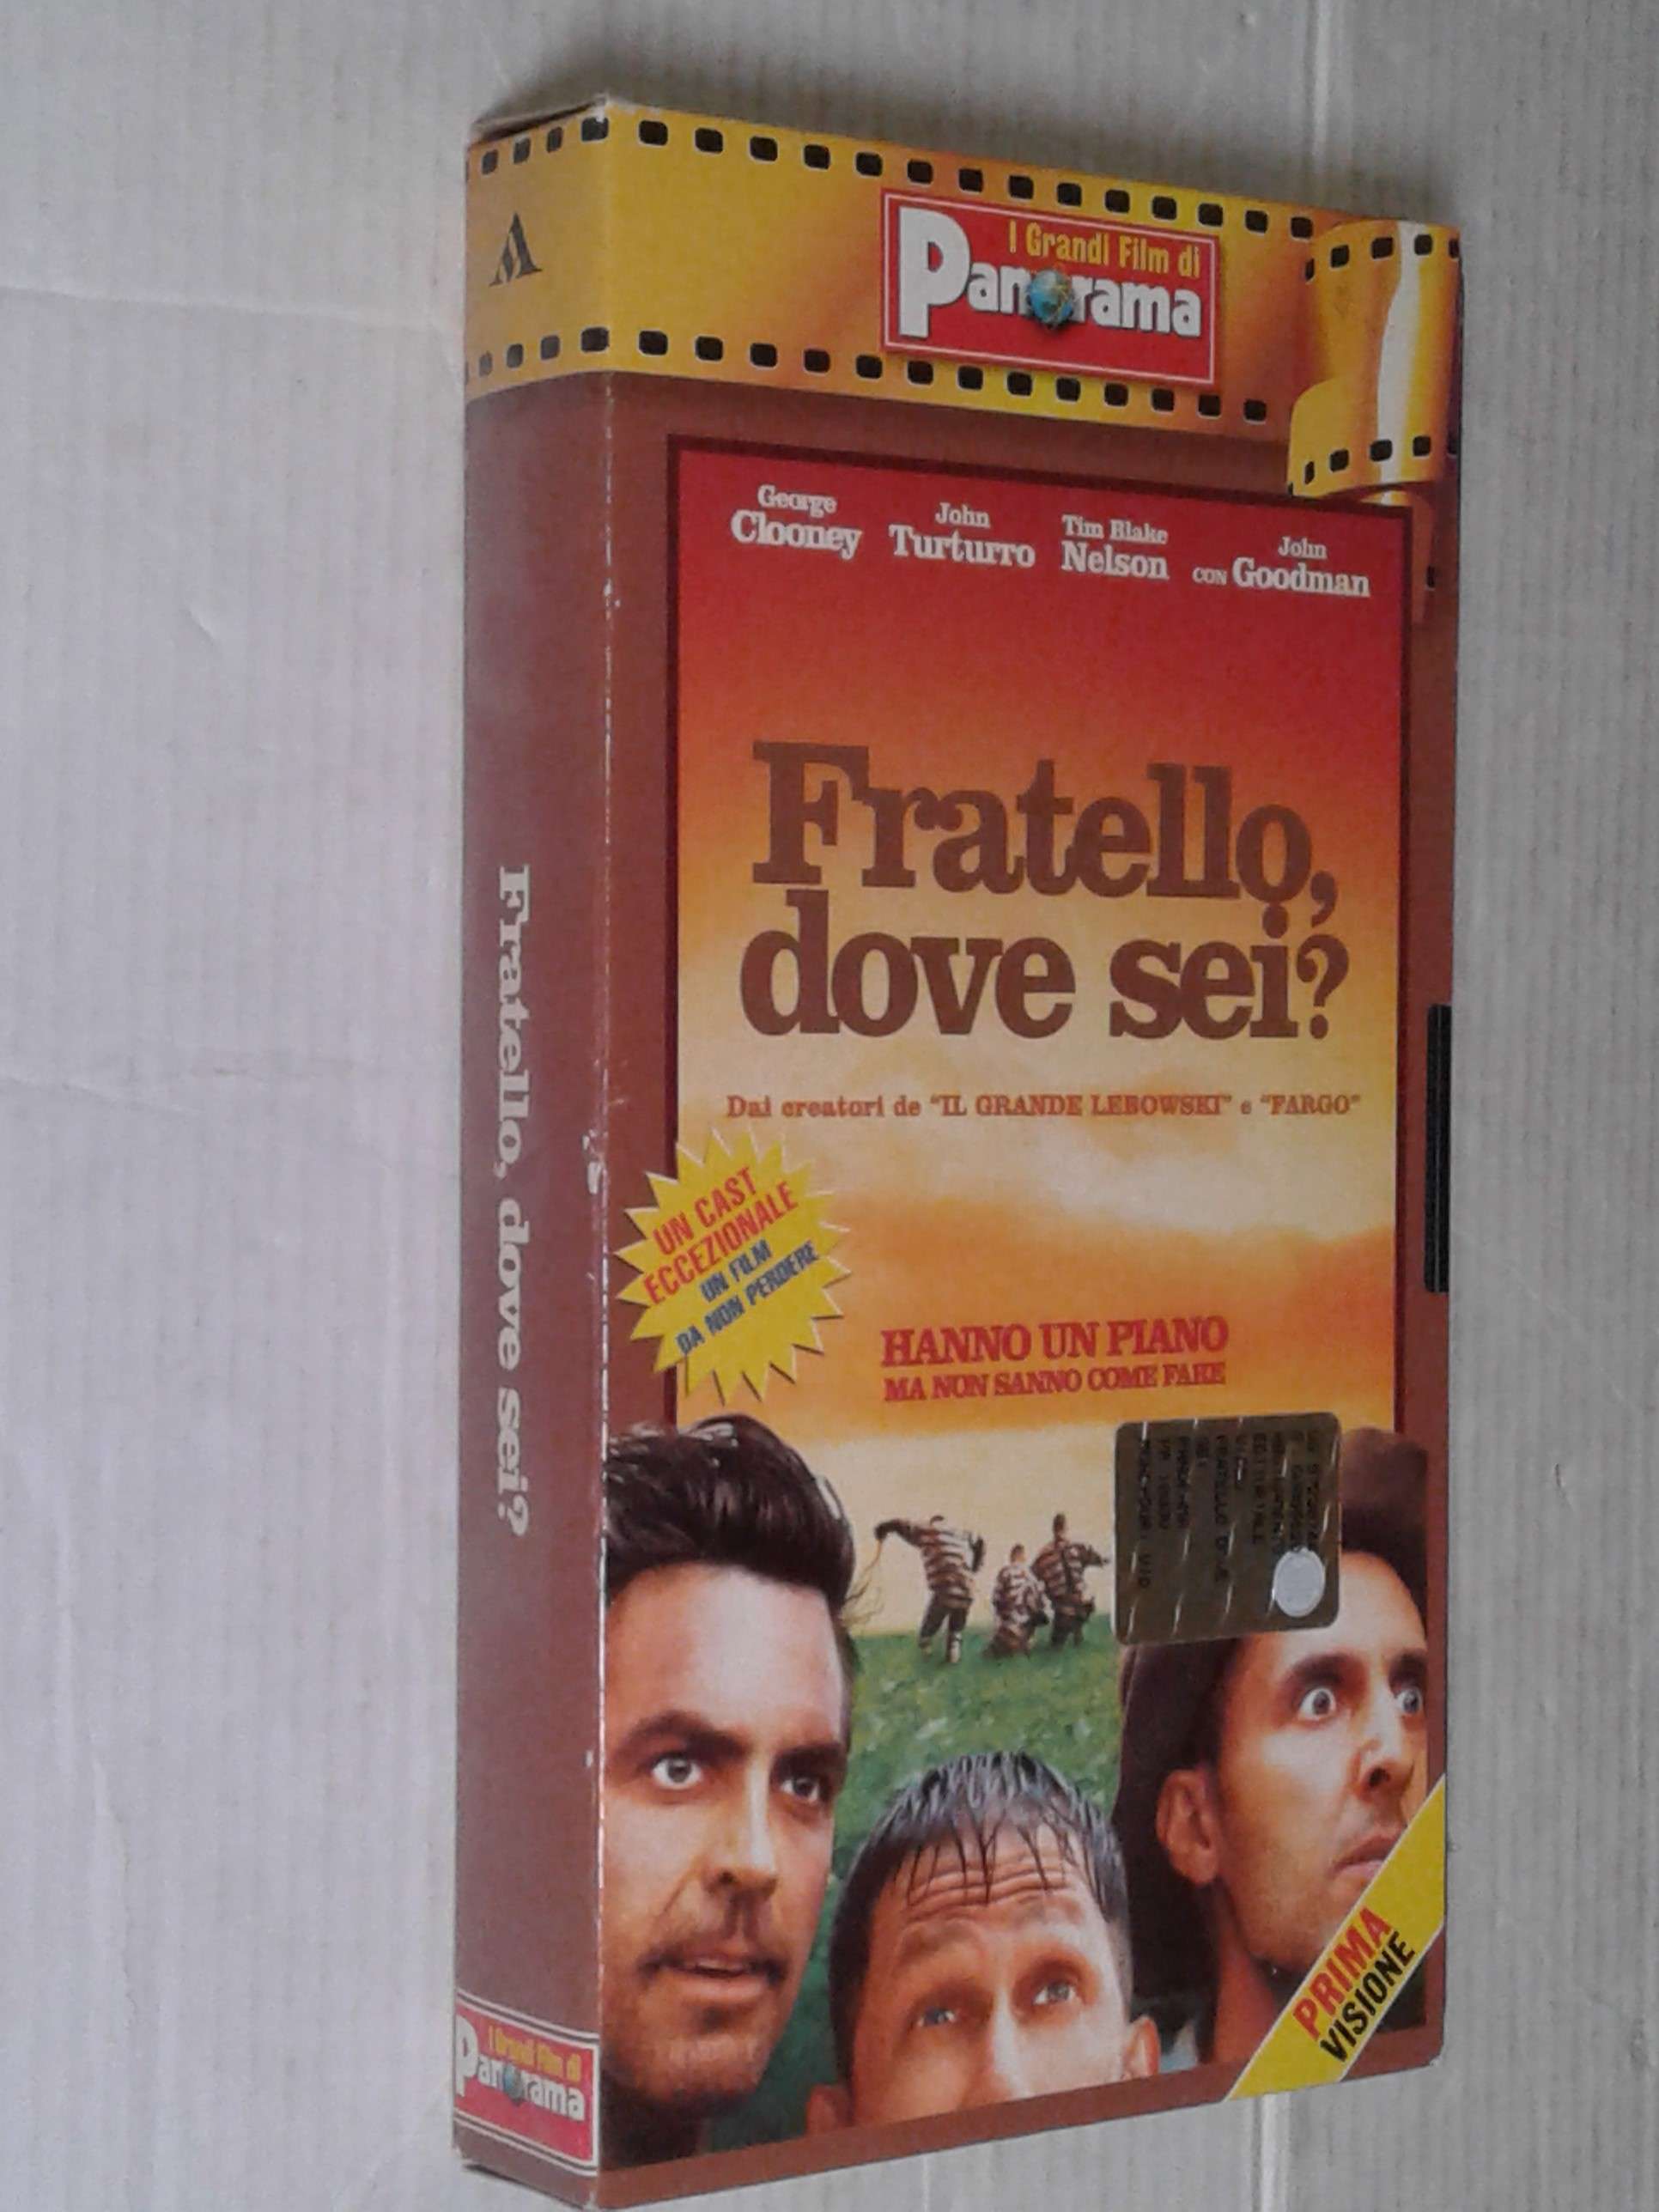 I Grandi Film di
Panorama
George
Clooney
John
Turturro
Tim Blake
Nelson
CON John
Goodman
Fratello,
dove sei?
Dai creatori de "IL GRANDE LEBOWSKI" e "FARGO"
UN CAST
ECCEZIONALE
UN FILM
DA NON PERDERE
HANNO UN PIANO
MA NON SANNO COME FARE
PRIMA
VISIONE
Fratello, dove sei?
I Grandi Film di
Panorama